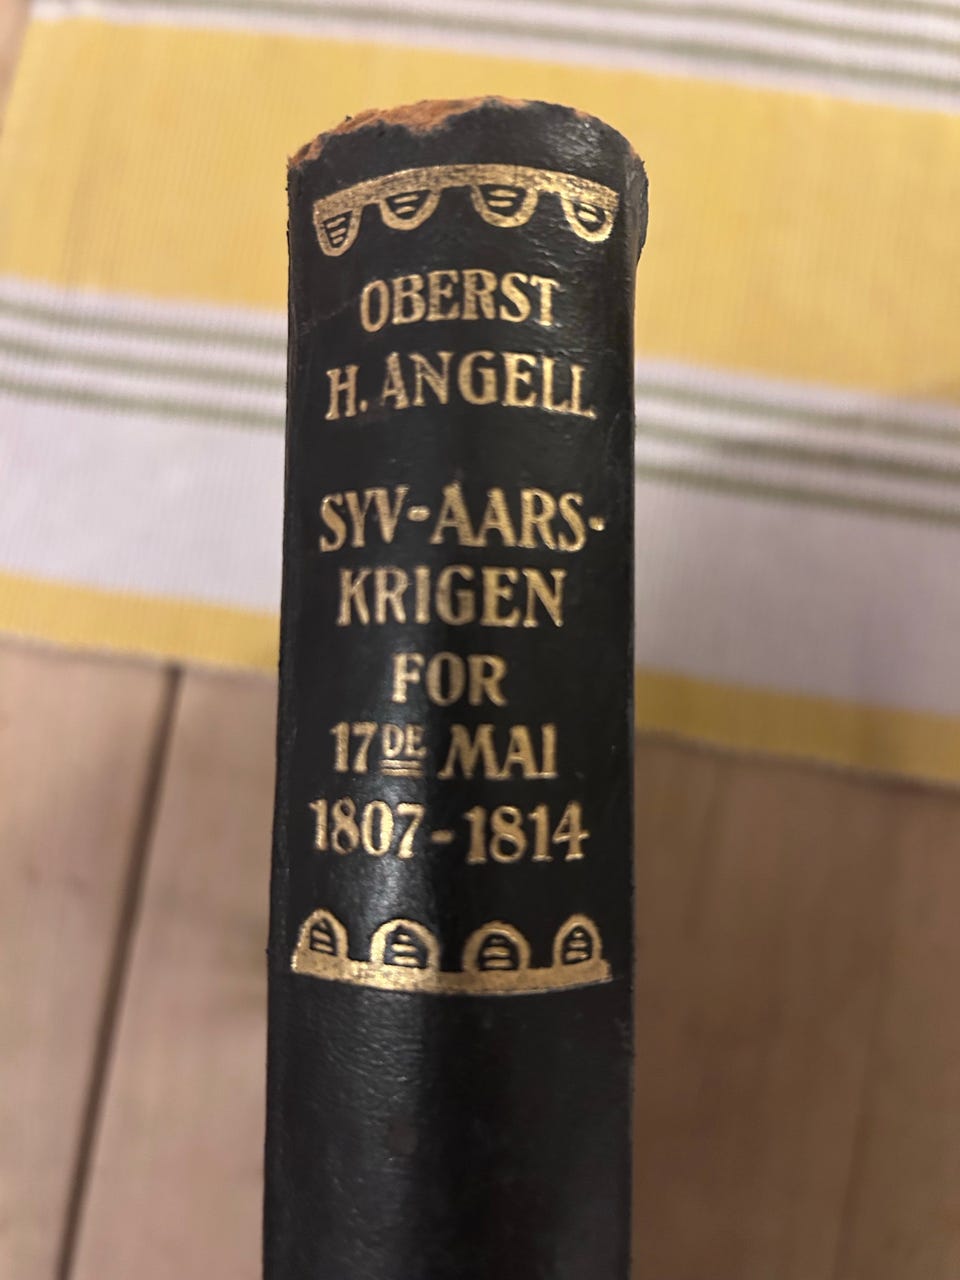 OBERST
H. ANGELL
SYV-AARS-
KRIGEN
FOR
17DE MAI
1807-1814